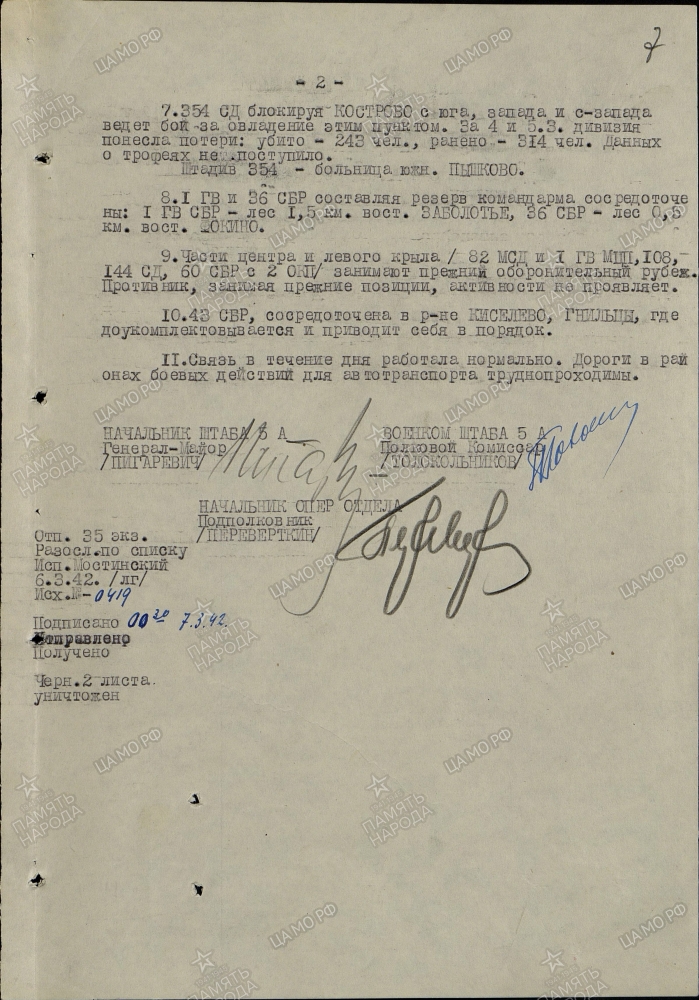 7
- 2 -
7.354 СД блокируя КОСТРОВО с юга, запада и с-запада
ведет бой за овладение этим пунктом. За 4 и 5.3. дивизия
понесла потери: убито - 243 чел., ранено - 314 чел. Данных
о трофеях нет.поступило.
Штадив 354 - больница южн. ПЫШКОВО.
8.I ГВ и 36 СБР составляя резерв командарма сосредоточе
ны: I ГВ СБР - лес I,5 км. вост. ЗАБОЛОТЬЕ, 36 СБР - лес 0,5
км. вост. ШОКИНО.
9.Части центра и левого крыла / 82 МСД и I ГВ МЦП,108,-
144 СД, 60 СБР с 2 ОКП/ занимают прежний оборонительный рубеж.
Противник, занимая прежние позиции, активности не проявляет.
10.43 СБР, сосредоточена в р-не КИСЕЛЕВО, ГНИЛЬЦЫ, где
доукомплектовывается и приводит себя в порядок.
II.Связь в течение дня работала нормально. Дороги в рай
онах боевых действий для автотранспорта труднопроходимы.
НАЧАЛЬНИК ШТАБА 5 А ВОЕНКОМ ШТАБА 5 А
Генерал-Майор Полковой Комиссар
/ПИГАРЕВИЧ/ /ТОЛОКОЛЬНИКОВ/
НАЧАЛЬНИК ОПЕР ОТДЕЛА
Подполковник
/ПЕРЕВЕРТКИН/
Отп. 35 экз.
Разосл.по списку
Исп.Мостинский
6.3.42. /лг/
Исх.№-0419
Подписано 00 30 7.3.42.
Отправлено
Получено
Черн.2 листа.
уничтожен